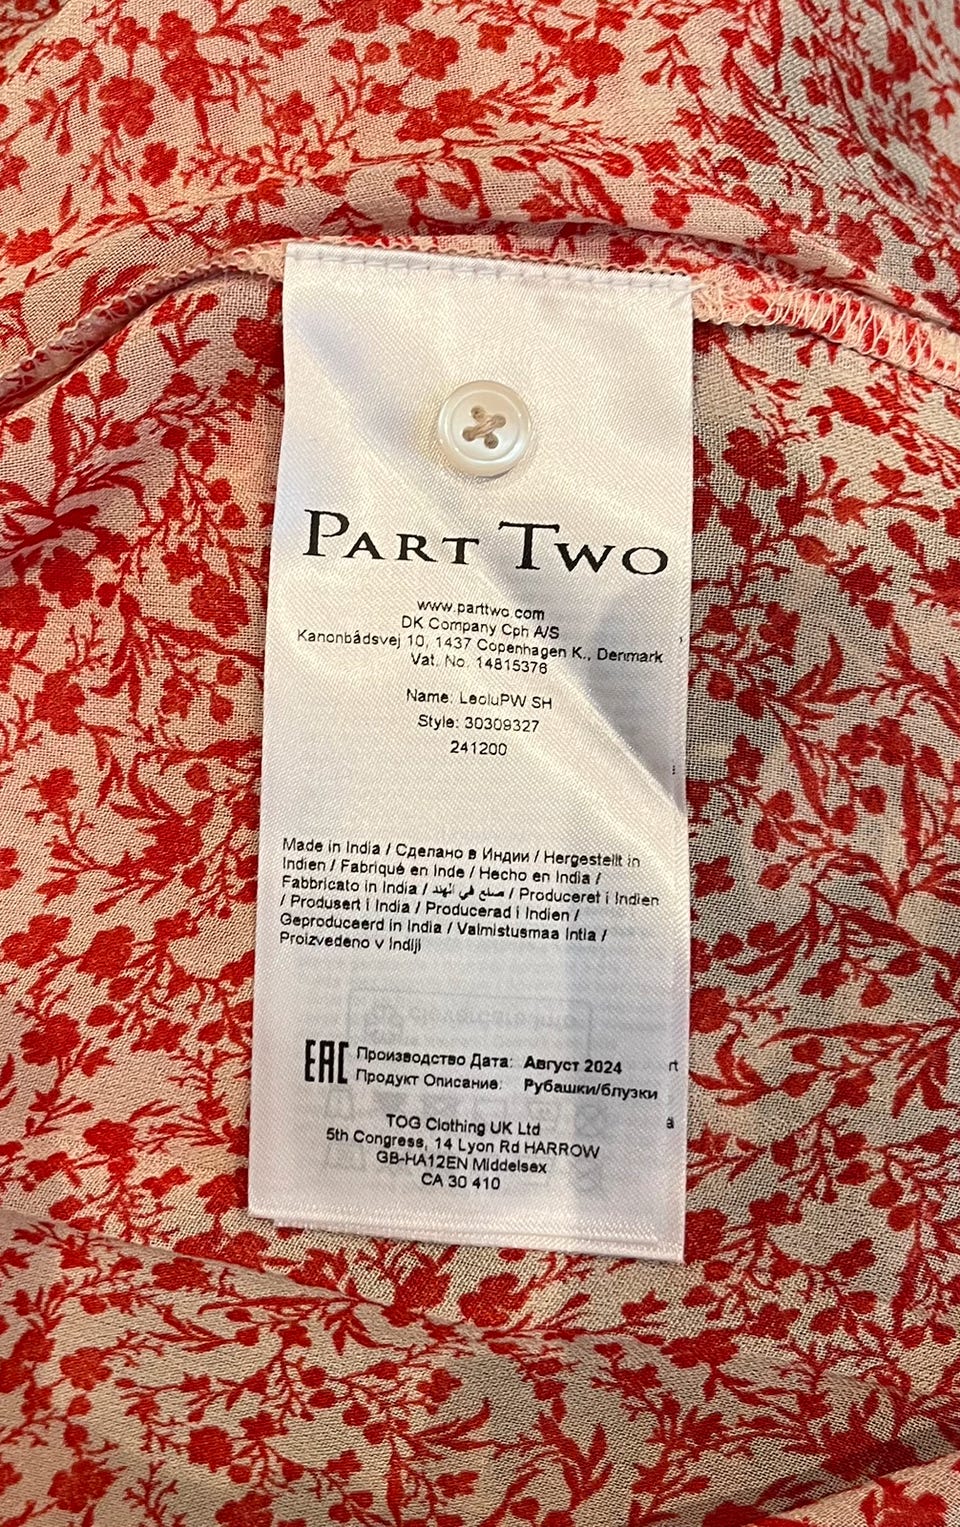 PART TWO
www.parttwo.com
DK Company Cph A/S
Kanonbådsvej 10, 1437 Copenhagen K., Denmark
Vat. No. 14815376
Name: LeoluPW SH
Style: 30309327
241200
Made in India / Сделано в Индии / Hergestellt in
Indien / Fabriqué en Inde / Hecho en India /
Fabbricato in India / صنع في الهند / Produceret i Indien
/ Produsert i India / Producerad i Indien /
Geproduceerd in India / Valmistusmaa Intia /
Proizvedeno v Indiji
EAC Производство Дата: Август 2024
Продукт Описание: Рубашки/блузки
TOG Clothing UK Ltd
5th Congress, 14 Lyon Rd HARROW
GB-HA12EN Middelsex
CA 30 410